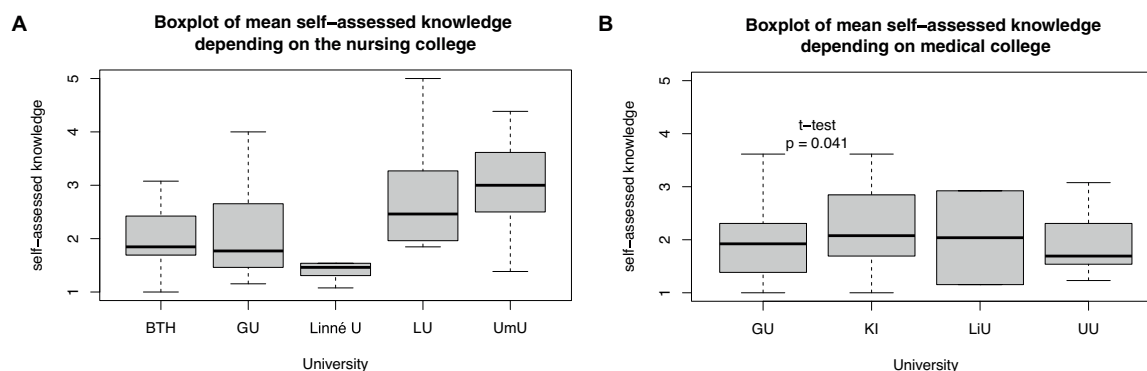 A
Boxplot of mean self−assessed knowledge
depending on the nursing college
self−assessed knowledge
5
4
3
2
1
BTH GU Linné U LU UmU
University
B
Boxplot of mean self−assessed knowledge
depending on medical college
self−assessed knowledge
5
4
3
2
1
t−test
p = 0.041
GU KI LiU UU
University